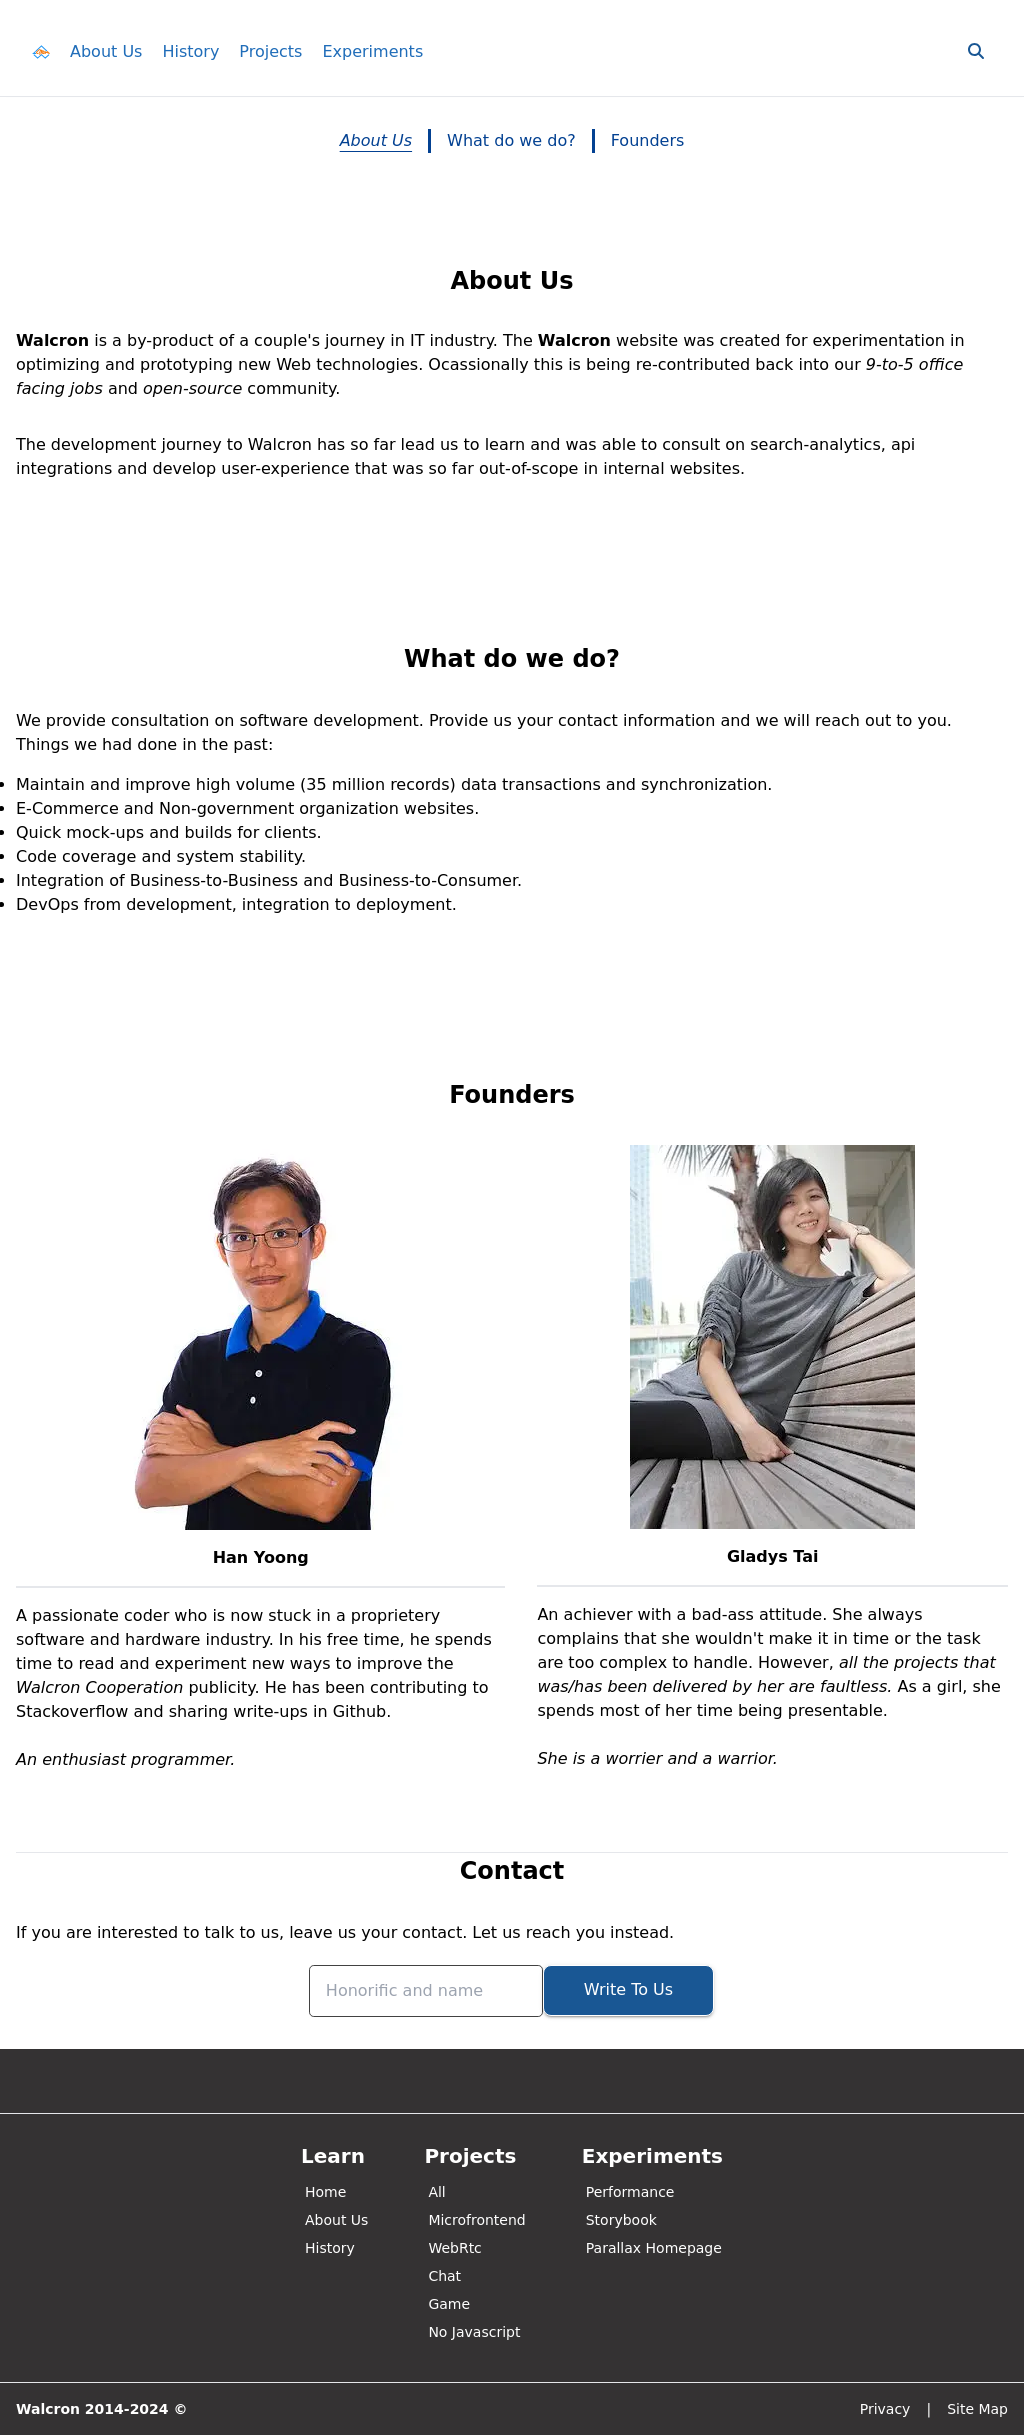 About Us History Projects Experiments
About Us What do we do? Founders
About Us
Walcron is a by-product of a couple's journey in IT industry. The Walcron website was created for experimentation in
optimizing and prototyping new Web technologies. Ocassionally this is being re-contributed back into our 9-to-5 office
facing jobs and open-source community.
The development journey to Walcron has so far lead us to learn and was able to consult on search-analytics, api
integrations and develop user-experience that was so far out-of-scope in internal websites.
What do we do?
We provide consultation on software development. Provide us your contact information and we will reach out to you.
Things we had done in the past:
• Maintain and improve high volume (35 million records) data transactions and synchronization.
• E-Commerce and Non-government organization websites.
• Quick mock-ups and builds for clients.
• Code coverage and system stability.
• Integration of Business-to-Business and Business-to-Consumer.
• DevOps from development, integration to deployment.
Founders
Han Yoong
A passionate coder who is now stuck in a proprietery
software and hardware industry. In his free time, he spends
time to read and experiment new ways to improve the
Walcron Cooperation publicity. He has been contributing to
Stackoverflow and sharing write-ups in Github.
An enthusiast programmer.
Gladys Tai
An achiever with a bad-ass attitude. She always
complains that she wouldn't make it in time or the task
are too complex to handle. However, all the projects that
was/has been delivered by her are faultless. As a girl, she
spends most of her time being presentable.
She is a worrier and a warrior.
Contact
If you are interested to talk to us, leave us your contact. Let us reach you instead.
Honorific and name Write To Us
Learn
Home
About Us
History
Projects
All
Microfrontend
WebRtc
Chat
Game
No Javascript
Experiments
Performance
Storybook
Parallax Homepage
Walcron 2014-2024 © Privacy | Site Map